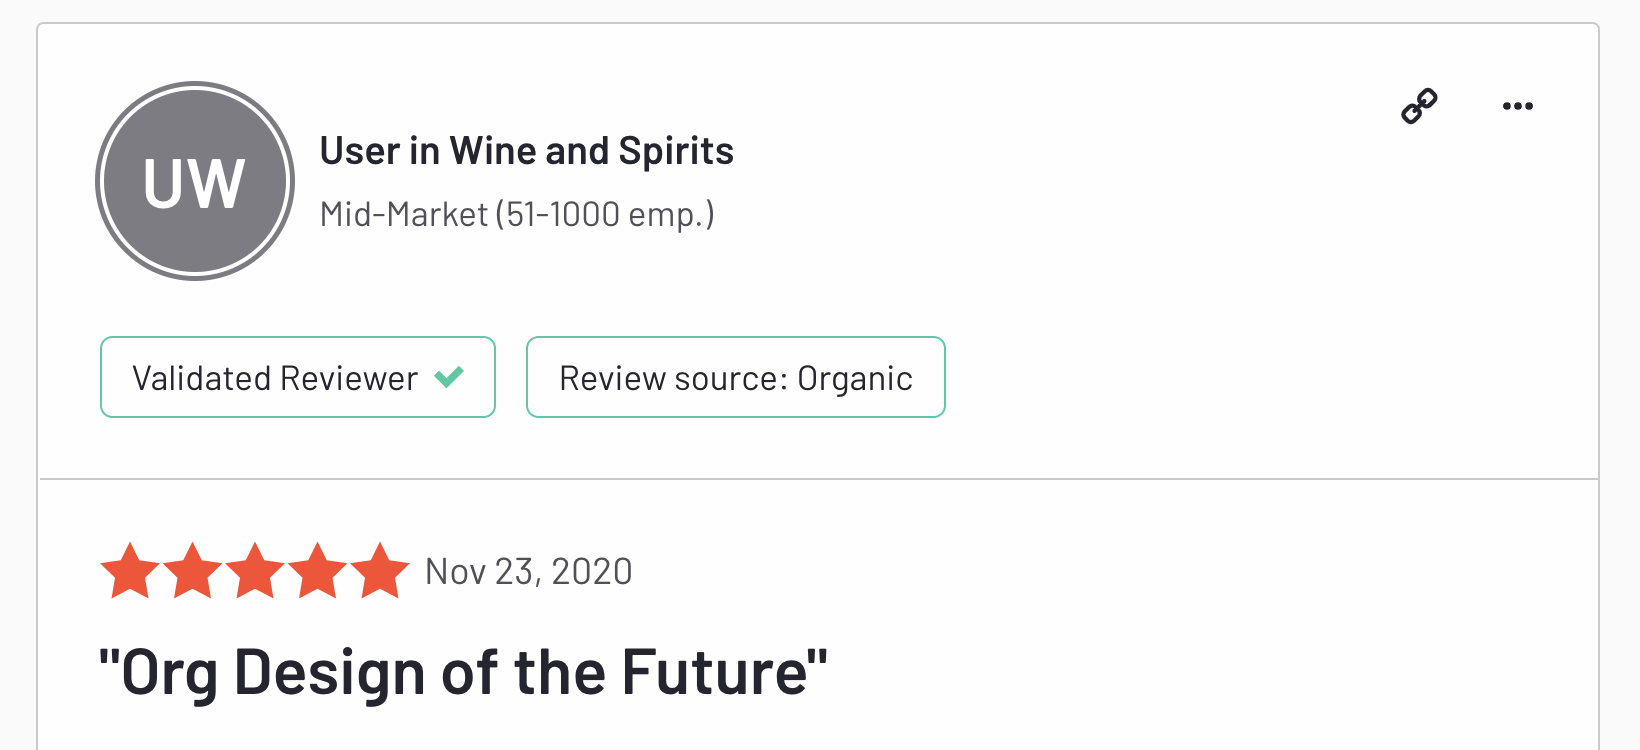 UW
User in Wine and Spirits
Mid-Market (51-1000 emp.)
Validated Reviewer
Review source: Organic
Nov 23, 2020
"Org Design of the Future"